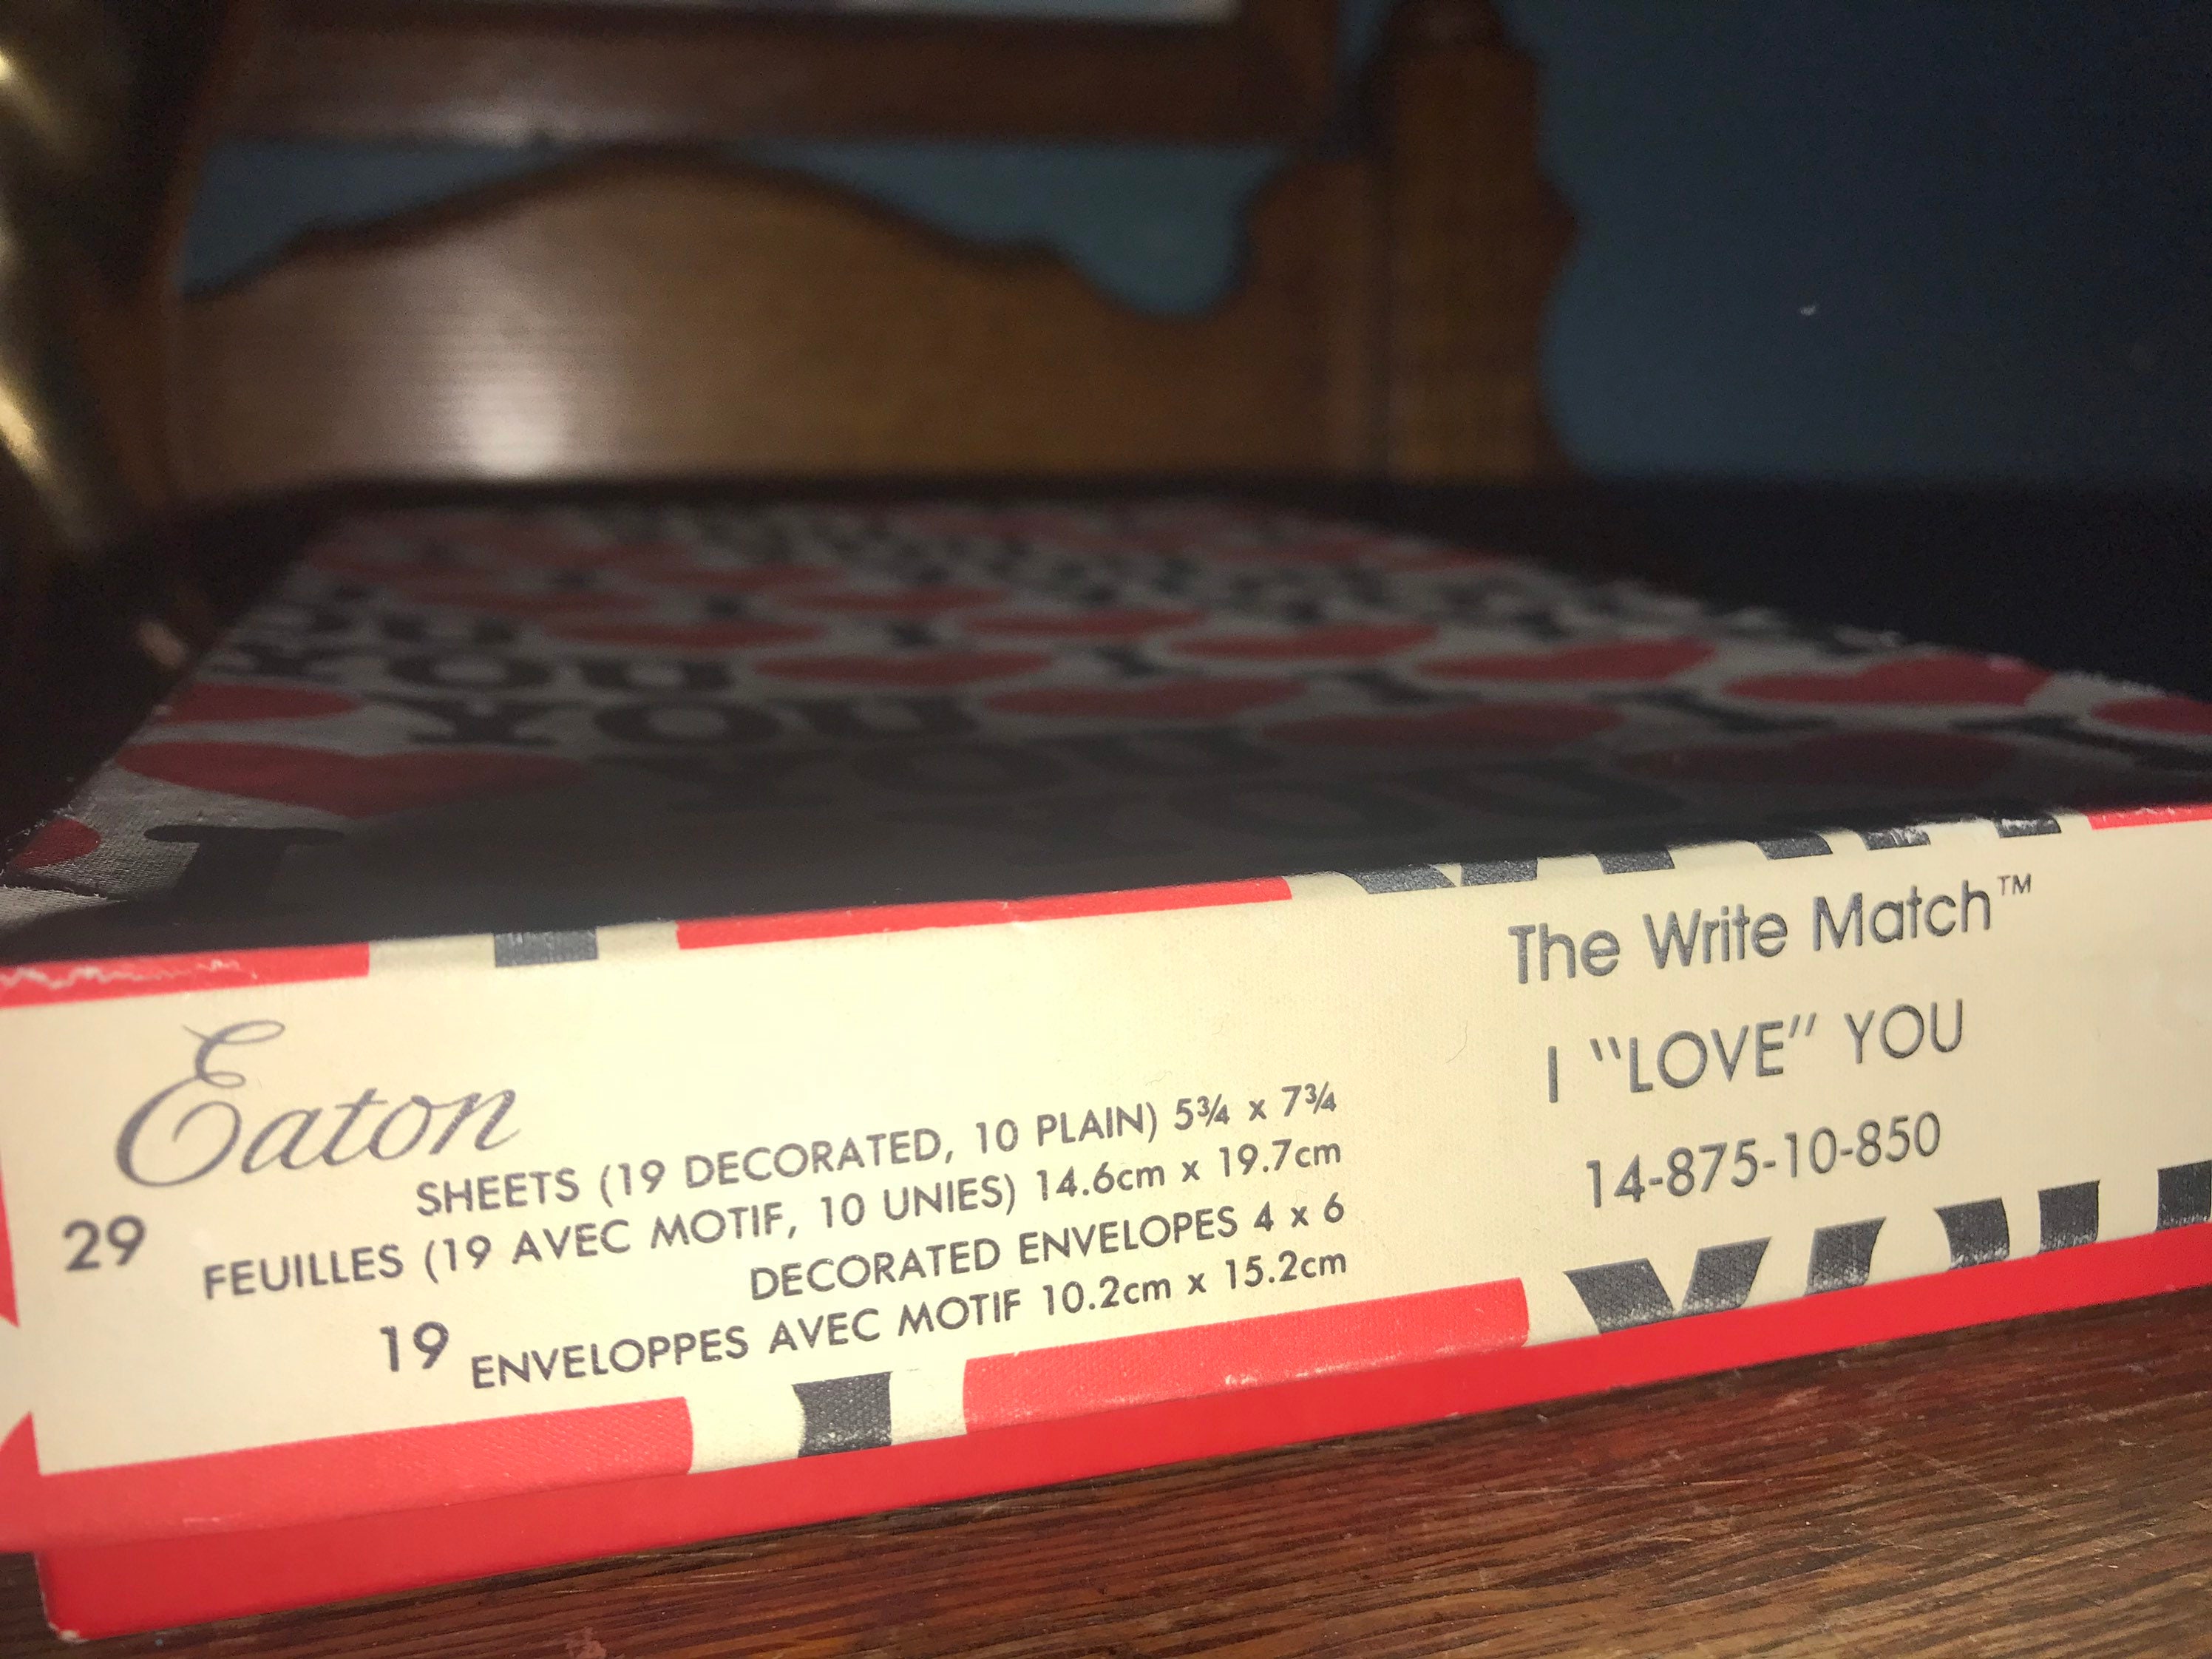 YOU
YOU
I
Eaton
29 SHEETS (19 DECORATED, 10 PLAIN) 5¾ x 7¾
FEUILLES (19 AVEC MOTIF, 10 UNIES) 14.6cm x 19.7cm
19 DECORATED ENVELOPES 4 x 6
ENVELOPPES AVEC MOTIF 10.2cm x 15.2cm
The Write Match™
I "LOVE" YOU
14-875-10-850